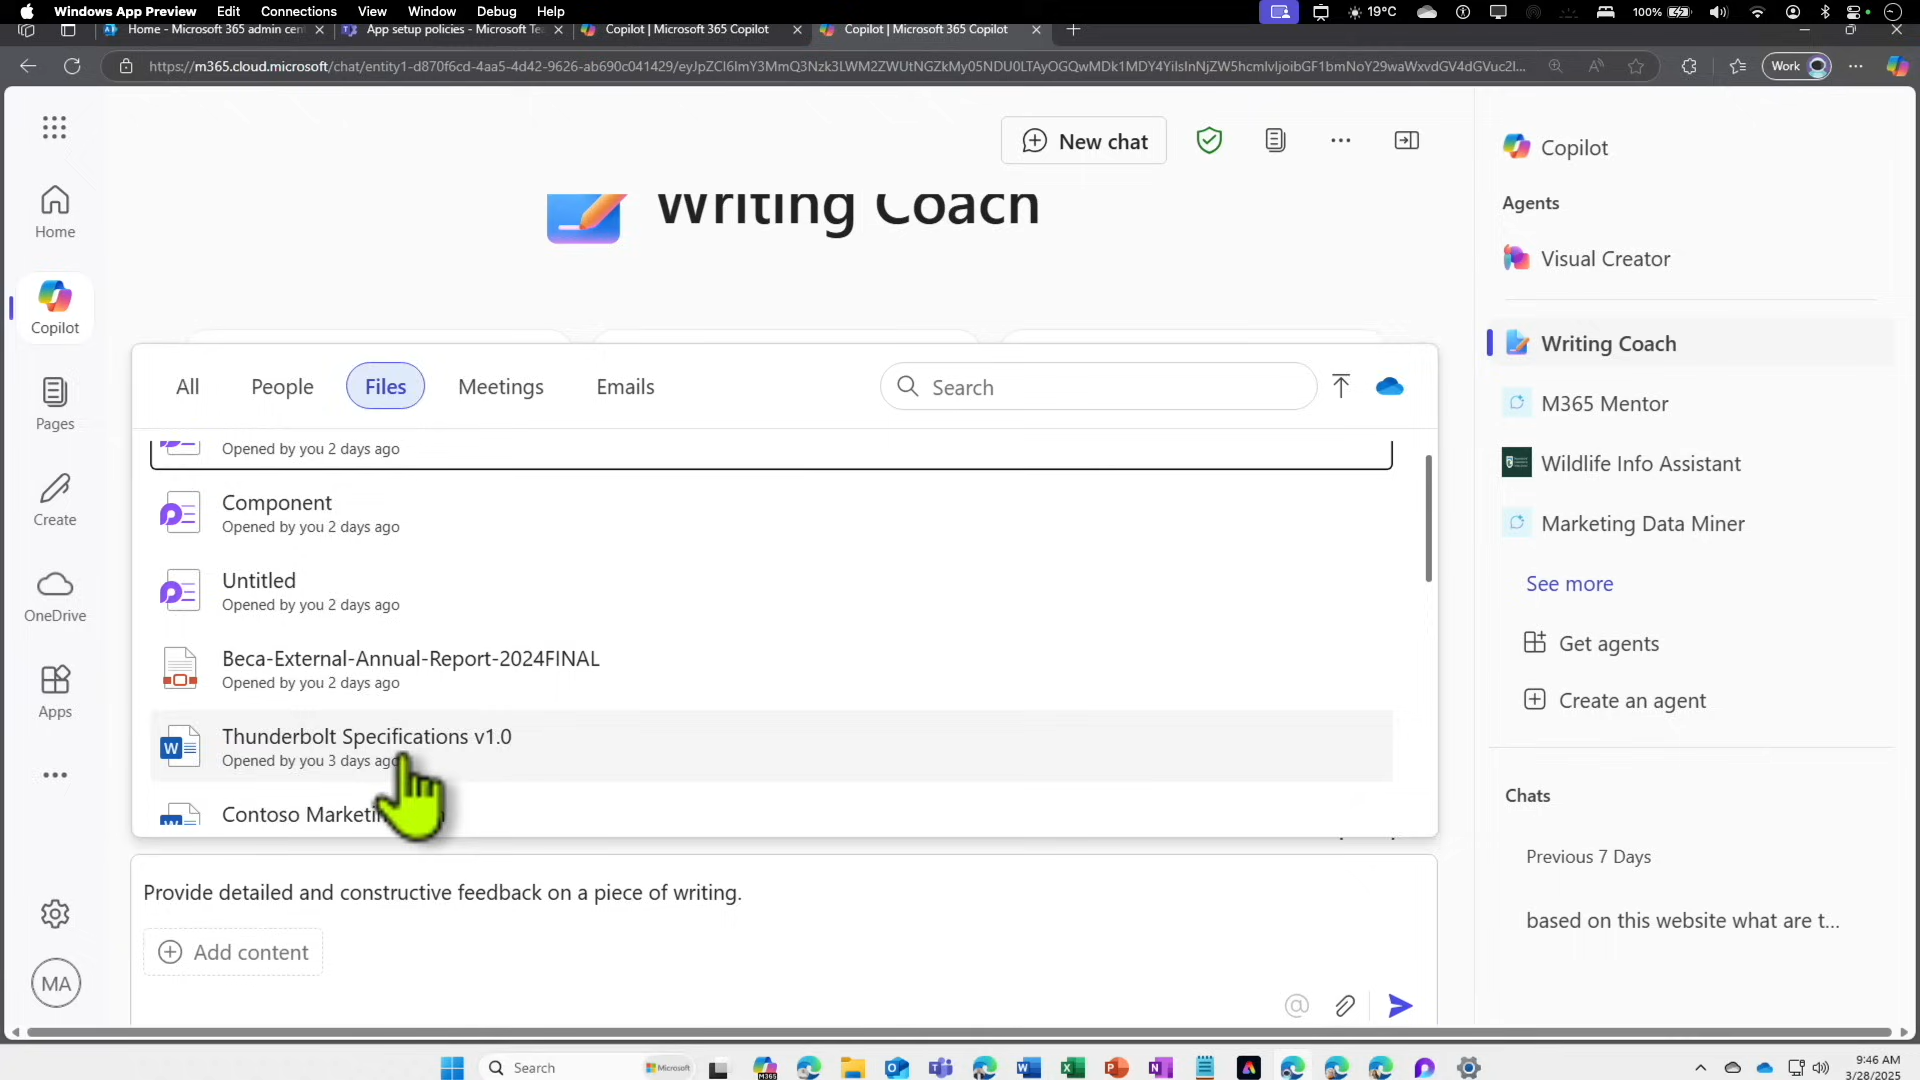 Windows App Preview Edit Connections View Window Debug Help 19°C 100%
Home - Microsoft 365 admin cen App setup policies - Microsoft Te Copilot | Microsoft 365 Copilot Copilot | Microsoft 365 Copilot
Work
New chat
Writing Coach
Home
Copilot
Pages
Create
OneDrive
Apps
MA
All People Files Meetings Emails Search
Opened by you 2 days ago
Component
Opened by you 2 days ago
Untitled
Opened by you 2 days ago
Beca-External-Annual-Report-2024FINAL
Opened by you 2 days ago
Thunderbolt Specifications v1.0
Opened by you 3 days ago
Contoso Marketin
Provide detailed and constructive feedback on a piece of writing.
Add content
Copilot
Agents
Visual Creator
Writing Coach
M365 Mentor
Wildlife Info Assistant
Marketing Data Miner
See more
Get agents
Create an agent
Chats
Previous 7 Days
based on this website what are t...
Search Microsoft M365
9:46 AM
3/28/2025